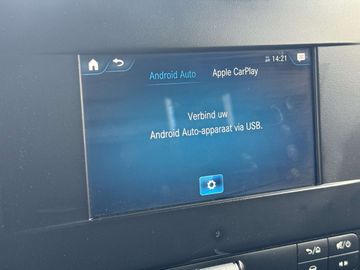 14:21
Android Auto Apple CarPlay
Verbind uw
Android Auto-apparaat via USB.